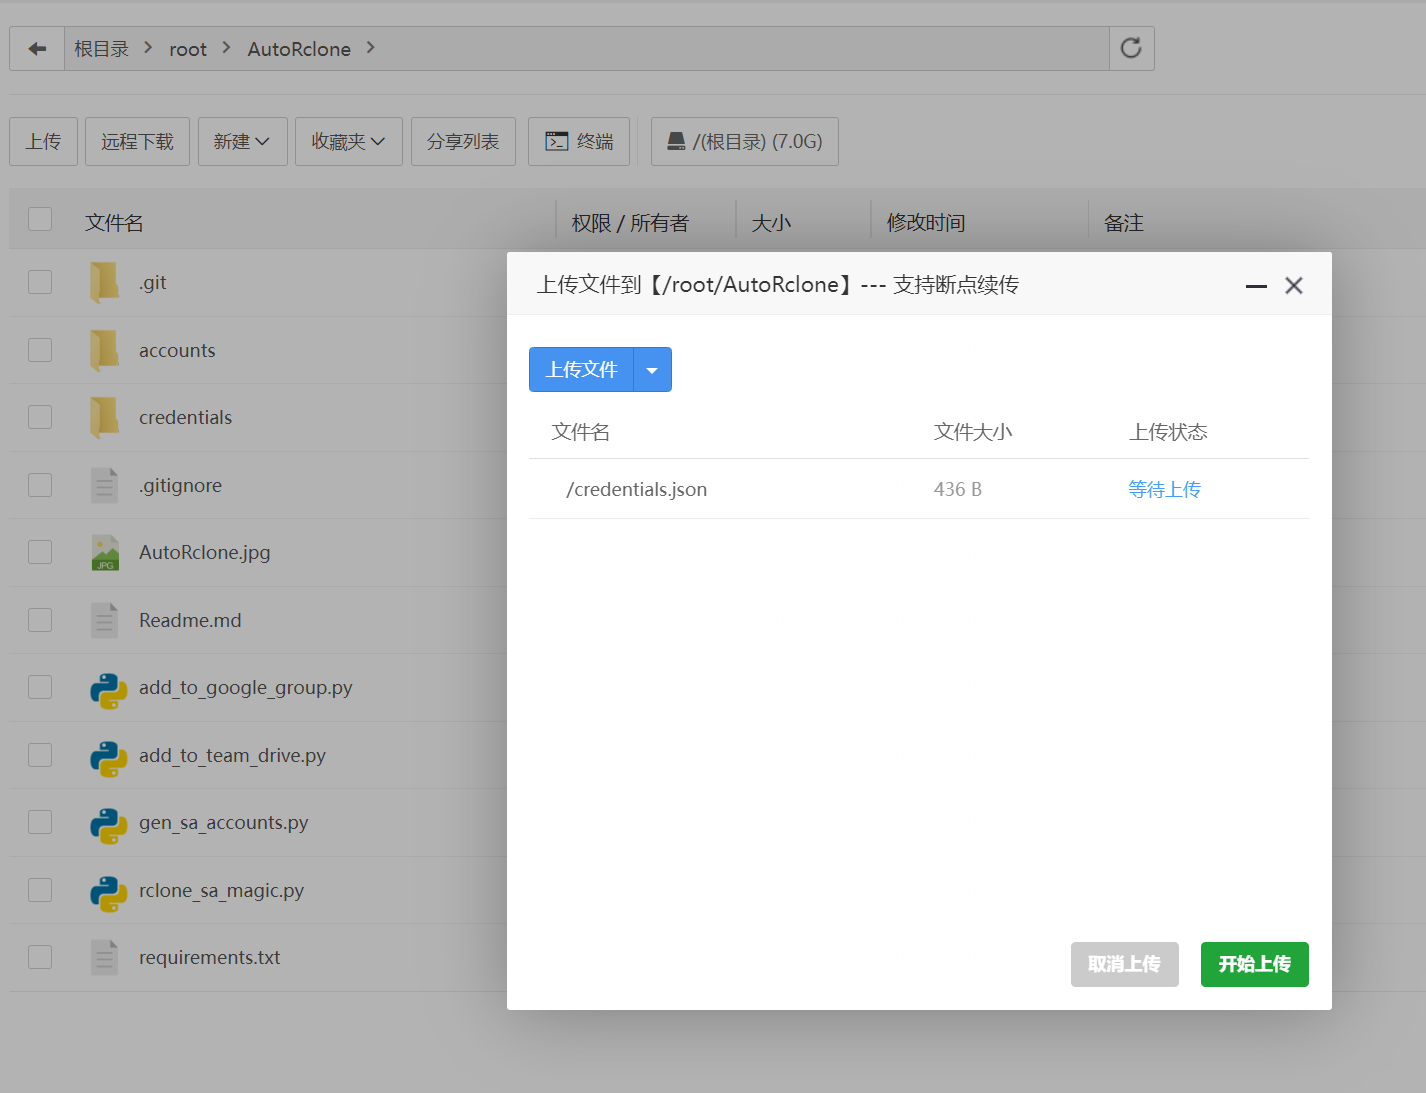 根目录 root AutoRclone
上传 远程下载 新建 收藏夹 分享列表 终端 /(根目录) (7.0G)
文件名 权限 / 所有者 大小 修改时间 备注
.git
accounts
credentials
.gitignore
JPG AutoRclone.jpg
Readme.md
add_to_google_group.py
add_to_team_drive.py
gen_sa_accounts.py
rclone_sa_magic.py
requirements.txt
上传文件到【/root/AutoRclone】--- 支持断点续传
上传文件
文件名 文件大小 上传状态
/credentials.json 436 B 等待上传
取消上传 开始上传